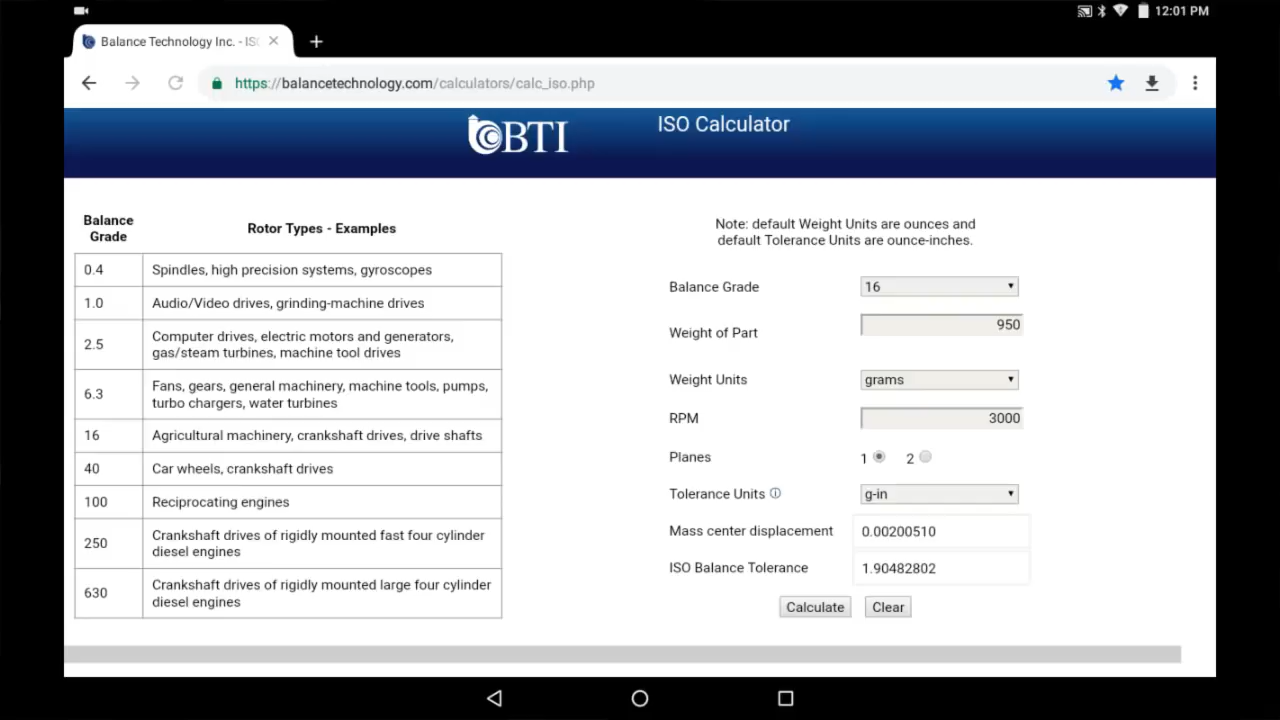 12:01 PM
Balance Technology Inc. - IS
https://balancetechnology.com/calculators/calc_iso.php
BTI
ISO Calculator
Balance
Grade
Rotor Types - Examples
0.4
Spindles, high precision systems, gyroscopes
1.0
Audio/Video drives, grinding-machine drives
2.5
Computer drives, electric motors and generators,
gas/steam turbines, machine tool drives
6.3
Fans, gears, general machinery, machine tools, pumps,
turbo chargers, water turbines
16
Agricultural machinery, crankshaft drives, drive shafts
40
Car wheels, crankshaft drives
100
Reciprocating engines
250
Crankshaft drives of rigidly mounted fast four cylinder
diesel engines
630
Crankshaft drives of rigidly mounted large four cylinder
diesel engines
Note: default Weight Units are ounces and
default Tolerance Units are ounce-inches.
Balance Grade 16
Weight of Part 950
Weight Units grams
RPM 3000
Planes 1 2
Tolerance Units g-in
Mass center displacement 0.00200510
ISO Balance Tolerance 1.90482802
Calculate Clear